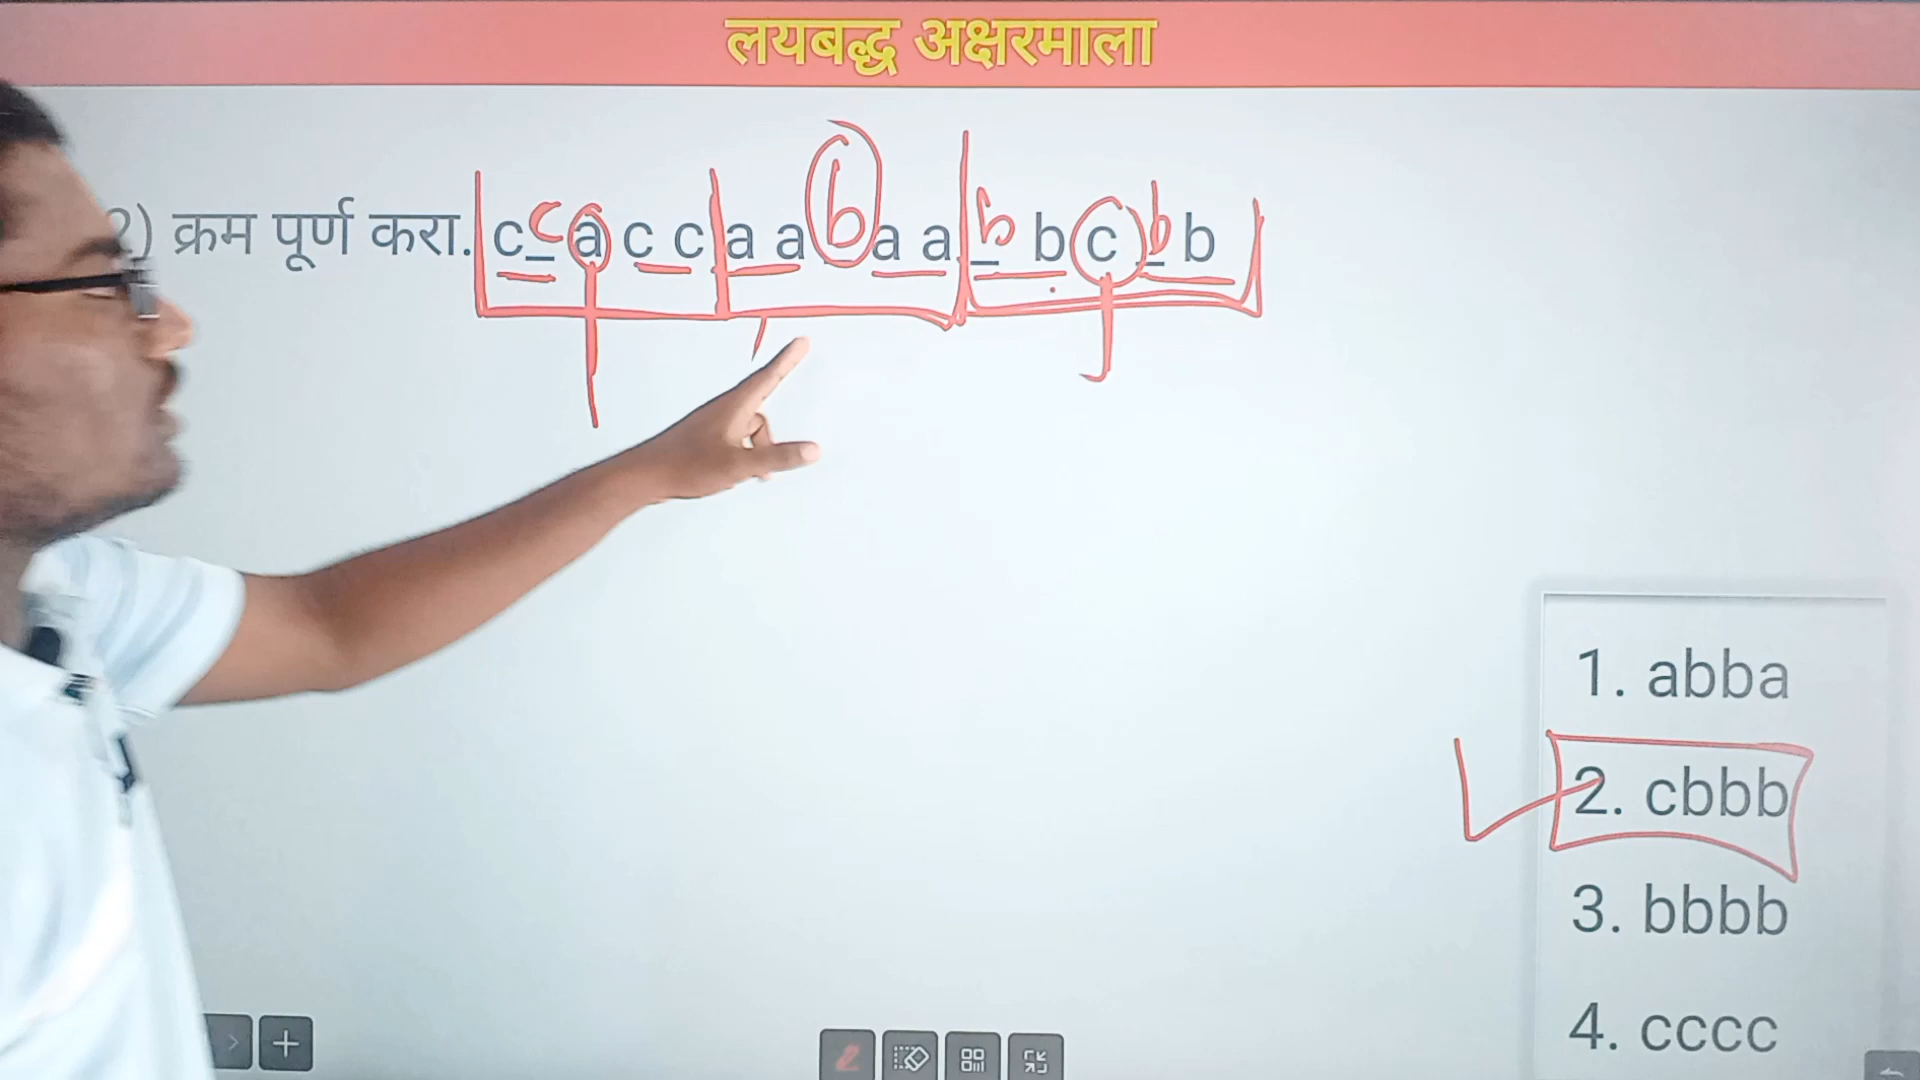 लयबद्ध अक्षरमाला
2) क्रम पूर्ण करा. c c a c c a a b a a b b c b b
1. abba
2. cbbb
3. bbbb
4. cccc